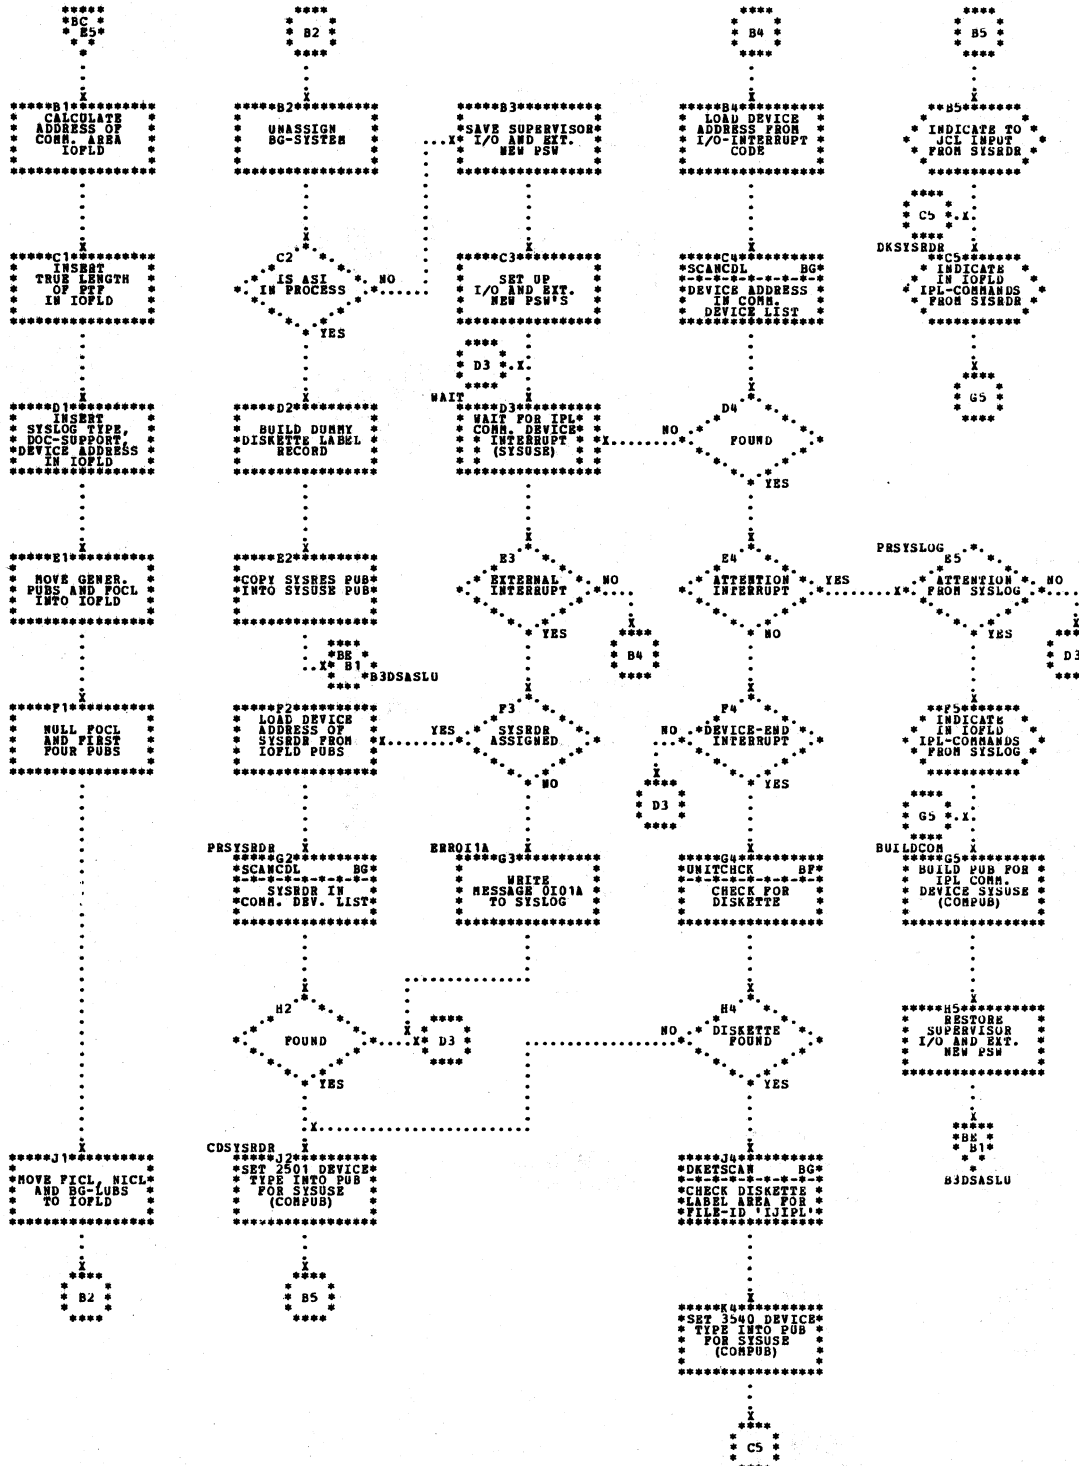 BC
E5
B1
CALCULATE
ADDRESS OF
COMM. AREA
IOFLD
C1
INSERT
TRUE LENGTH
OF PTF
IN IOFLD
D1
INSERT
SYSLOG TYPE,
DOC-SUPPORT,
DEVICE ADDRESS
IN IOFLD
E1
MOVE GENER.
PUBS AND FOCL
INTO IOFLD
F1
NULL FOCL
AND FIRST
FOUR PUBS
J1
MOVE FICL, NICL
AND BG-LUBS
TO IOFLD
B2
B2
B2
UNASSIGN
BG-SYSTEM
C2
IS ASI
IN PROCESS
NO
YES
D2
BUILD DUMMY
DISKETTE LABEL
RECORD
E2
COPY SYSRES PUB
INTO SYSUSE PUB
BE
B1
B3DSASLU
F2
LOAD DEVICE
ADDRESS OF
SYSRDR FROM
IOFLD PUBS
PRSYSRDR
G2
SCANCDL BG
SYSRDR IN
COMM. DEV. LIST
H2
FOUND
D3
YES
CDSYSRDR
J2
SET 2501 DEVICE
TYPE INTO PUB
FOR SYSUSE
(COMPUB)
B5
B3
SAVE SUPERVISOR
I/O AND EXT.
NEW PSW
C3
SET UP
I/O AND EXT.
NEW PSW'S
D3
WAIT
D3
WAIT FOR IPL
COMM. DEVICE
INTERRUPT
(SYSUSE)
E3
EXTERNAL
INTERRUPT
NO
B4
YES
F3
SYSRDR
ASSIGNED
YES
NO
ERR0I1A
G3
WRITE
MESSAGE 0I01A
TO SYSLOG
B4
B4
LOAD DEVICE
ADDRESS FROM
I/O-INTERRUPT
CODE
C4
SCANCDL BG
DEVICE ADDRESS
IN COMM.
DEVICE LIST
D4
FOUND
NO
YES
E4
ATTENTION
INTERRUPT
YES
NO
F4
DEVICE-END
INTERRUPT
NO
D3
YES
G4
UNITCHCK BF
CHECK FOR
DISKETTE
H4
DISKETTE
FOUND
NO
YES
J4
DKETSCAN BG
CHECK DISKETTE
LABEL AREA FOR
FILE-ID 'IJIPL'
K4
SET 3540 DEVICE
TYPE INTO PUB
FOR SYSUSE
(COMPUB)
C5
B5
B5
INDICATE TO
JCL INPUT
FROM SYSRDR
C5
DKSYSRDR
C5
INDICATE
IN IOFLD
IPL-COMMANDS
FROM SYSRDR
G5
PRSYSLOG
E5
ATTENTION
FROM SYSLOG
NO
D3
YES
F5
INDICATE
IN IOFLD
IPL-COMMANDS
FROM SYSLOG
G5
BUILDCOM
G5
BUILD PUB FOR
IPL COMM.
DEVICE SYSUSE
(COMPUB)
H5
RESTORE
SUPERVISOR
I/O AND EXT.
NEW PSW
BE
B1
B3DSASLU